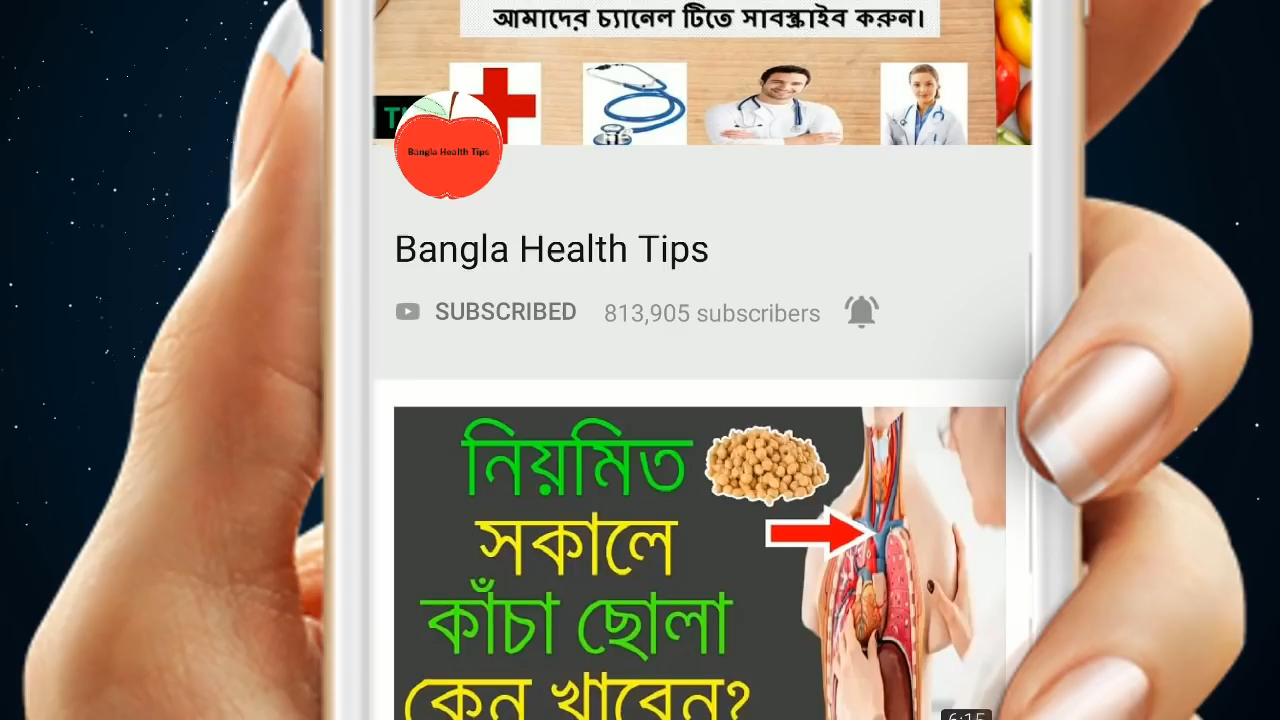 আমাদের চ্যানেল টিতে সাবস্ক্রাইব করুন।
Bangla Health Tips
Bangla Health Tips
SUBSCRIBED 813,905 subscribers
নিয়মিত
সকালে
কাঁচা ছোলা
কেন খাবেন?
6:15